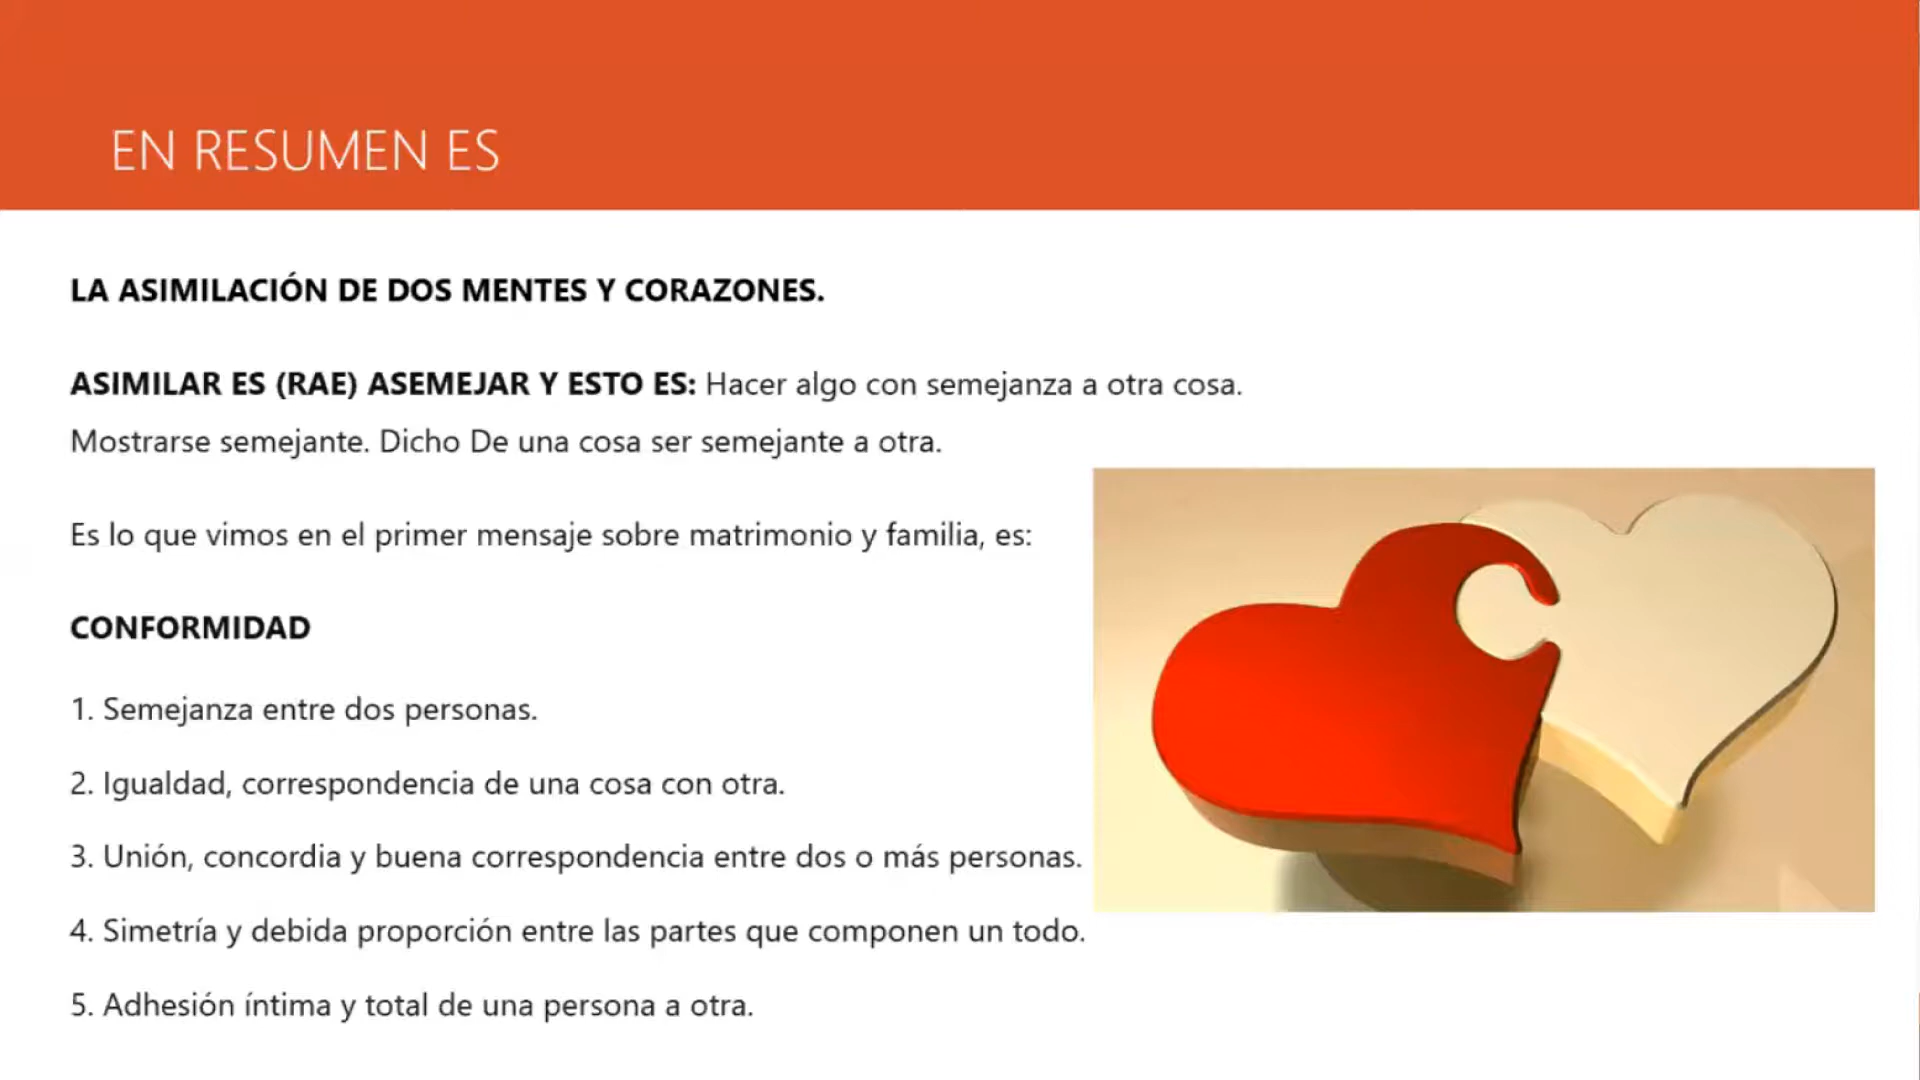 EN RESUMEN ES
LA ASIMILACIÓN DE DOS MENTES Y CORAZONES.
ASIMILAR ES (RAE) ASEMEJAR Y ESTO ES: Hacer algo con semejanza a otra cosa.
Mostrarse semejante. Dicho De una cosa ser semejante a otra.
Es lo que vimos en el primer mensaje sobre matrimonio y familia, es:
CONFORMIDAD
1. Semejanza entre dos personas.
2. Igualdad, correspondencia de una cosa con otra.
3. Unión, concordia y buena correspondencia entre dos o más personas.
4. Simetría y debida proporción entre las partes que componen un todo.
5. Adhesión íntima y total de una persona a otra.